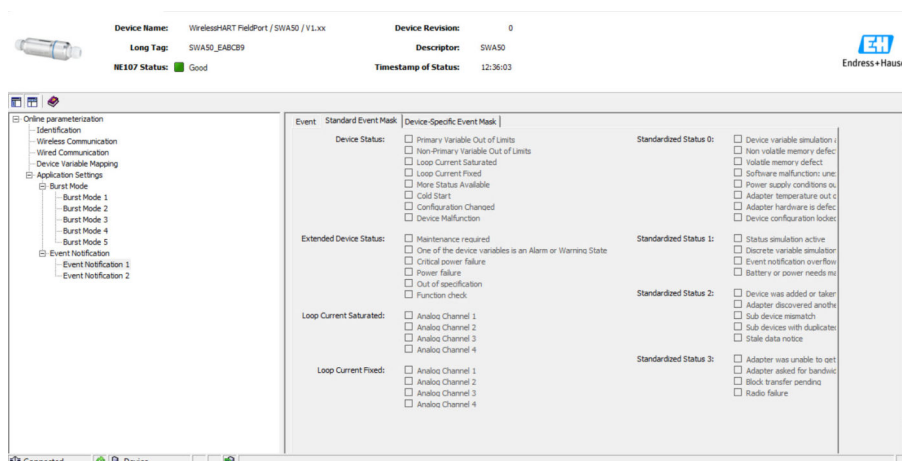 Device Name: WirelessHART FieldPort / SWA50 / V1.xx Device Revision: 0
Long Tag: SWA50_EABCB9 Descriptor: SWA50
NE107 Status: Good Timestamp of Status: 12:36:03
EH
Endress+Hause
Online parameterization
Identification
Wireless Communication
Wired Communication
Device Variable Mapping
Application Settings
Burst Mode
Burst Mode 1
Burst Mode 2
Burst Mode 3
Burst Mode 4
Burst Mode 5
Event Notification
Event Notification 1
Event Notification 2
Event Standard Event Mask Device-Specific Event Mask
Device Status:
Primary Variable Out of Limits
Non-Primary Variable Out of Limits
Loop Current Saturated
Loop Current Fixed
More Status Available
Cold Start
Configuration Changed
Device Malfunction
Extended Device Status:
Maintenance required
One of the device variables is an Alarm or Warning State
Critical power failure
Power failure
Out of specification
Function check
Loop Current Saturated:
Analog Channel 1
Analog Channel 2
Analog Channel 3
Analog Channel 4
Loop Current Fixed:
Analog Channel 1
Analog Channel 2
Analog Channel 3
Analog Channel 4
Standardized Status 0:
Device variable simulation
Non volatile memory defec
Volatile memory defect
Software malfunction: une
Power supply conditions ou
Adapter temperature out
Adapter hardware is defec
Device configuration locked
Standardized Status 1:
Status simulation active
Discrete variable simulation
Event notification overflow
Battery or power needs ma
Standardized Status 2:
Device was added or taken
Adapter discovered anothe
Sub device mismatch
Sub devices with duplicate
Stale data notice
Standardized Status 3:
Adapter was unable to get
Adapter asked for bandwid
Block transfer pending
Radio failure
Connected Device